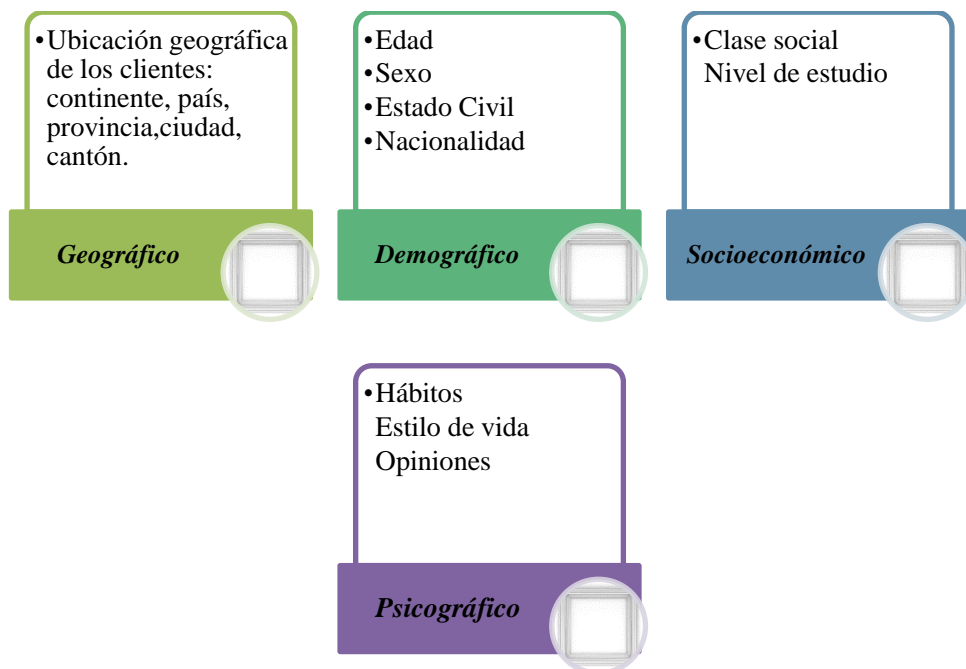 •Ubicación geográfica
de los clientes:
continente, país,
provincia,ciudad,
cantón.
Geográfico
•Edad
•Sexo
•Estado Civil
•Nacionalidad
Demográfico
•Clase social
Nivel de estudio
Socioeconómico
•Hábitos
Estilo de vida
Opiniones
Psicográfico